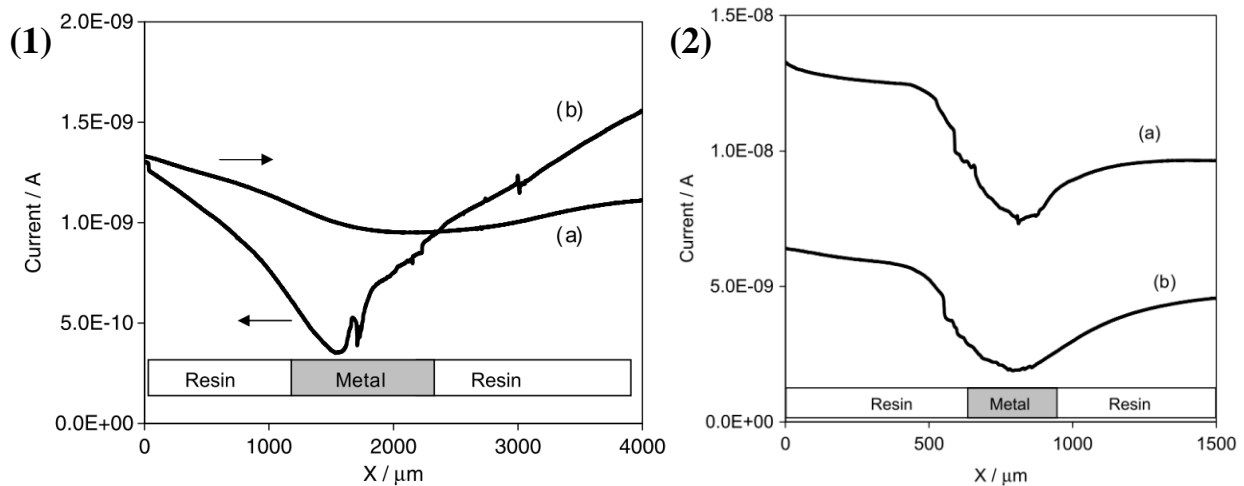 (1)
2.0E-09
1.5E-09
1.0E-09
5.0E-10
0.0E+00
Current / A
(b)
(a)
Resin Metal Resin
0 1000 2000 3000 4000
X / μm
(2)
1.5E-08
1.0E-08
5.0E-09
0.0E+00
Current / A
(a)
(b)
Resin Metal Resin
0 500 1000 1500
X / μm